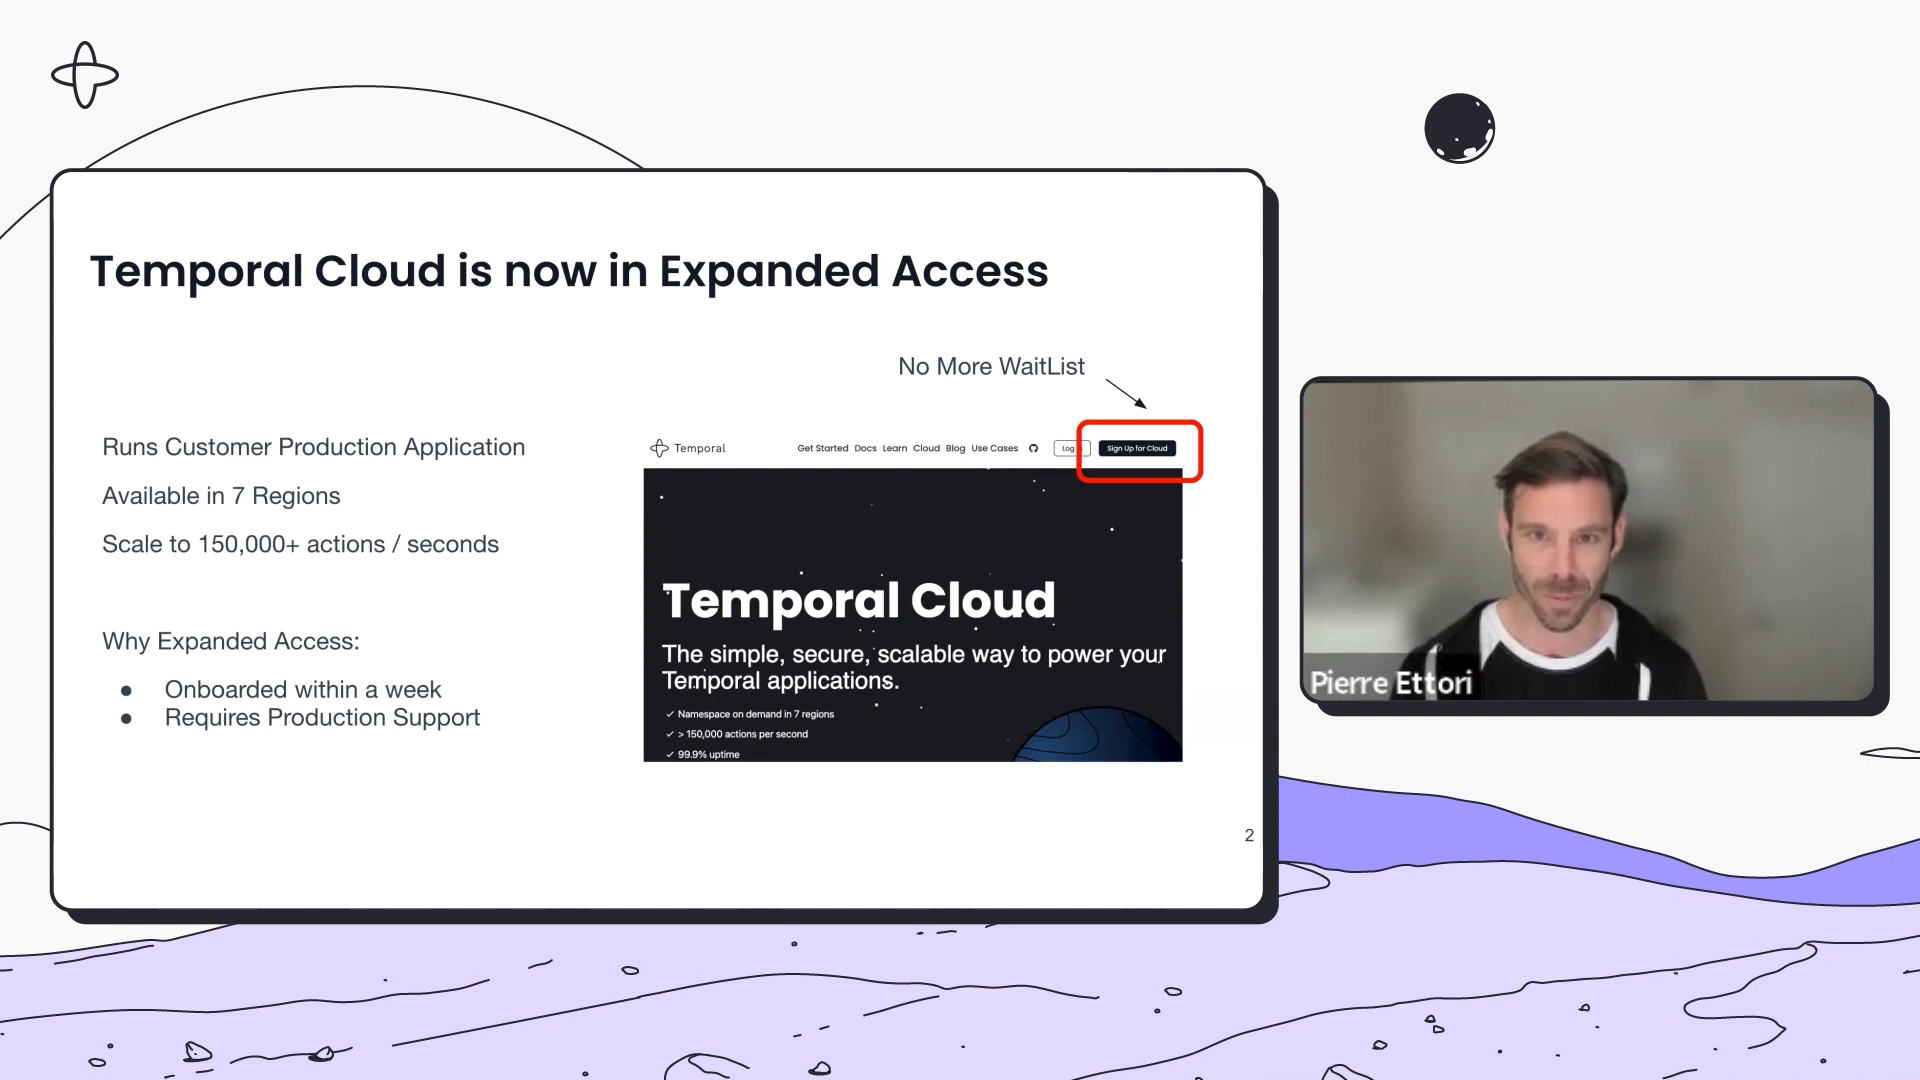 Temporal Cloud is now in Expanded Access
No More WaitList
Runs Customer Production Application
Available in 7 Regions
Scale to 150,000+ actions / seconds
Why Expanded Access:
● Onboarded within a week
● Requires Production Support
Temporal
Get Started Docs Learn Cloud Blog Use Cases
Sign Up for Cloud
Temporal Cloud
The simple, secure, scalable way to power your
Temporal applications.
✓ Namespace on demand in 7 regions
✓ > 150,000 actions per second
✓ 99.9% uptime
Pierre Ettori
2